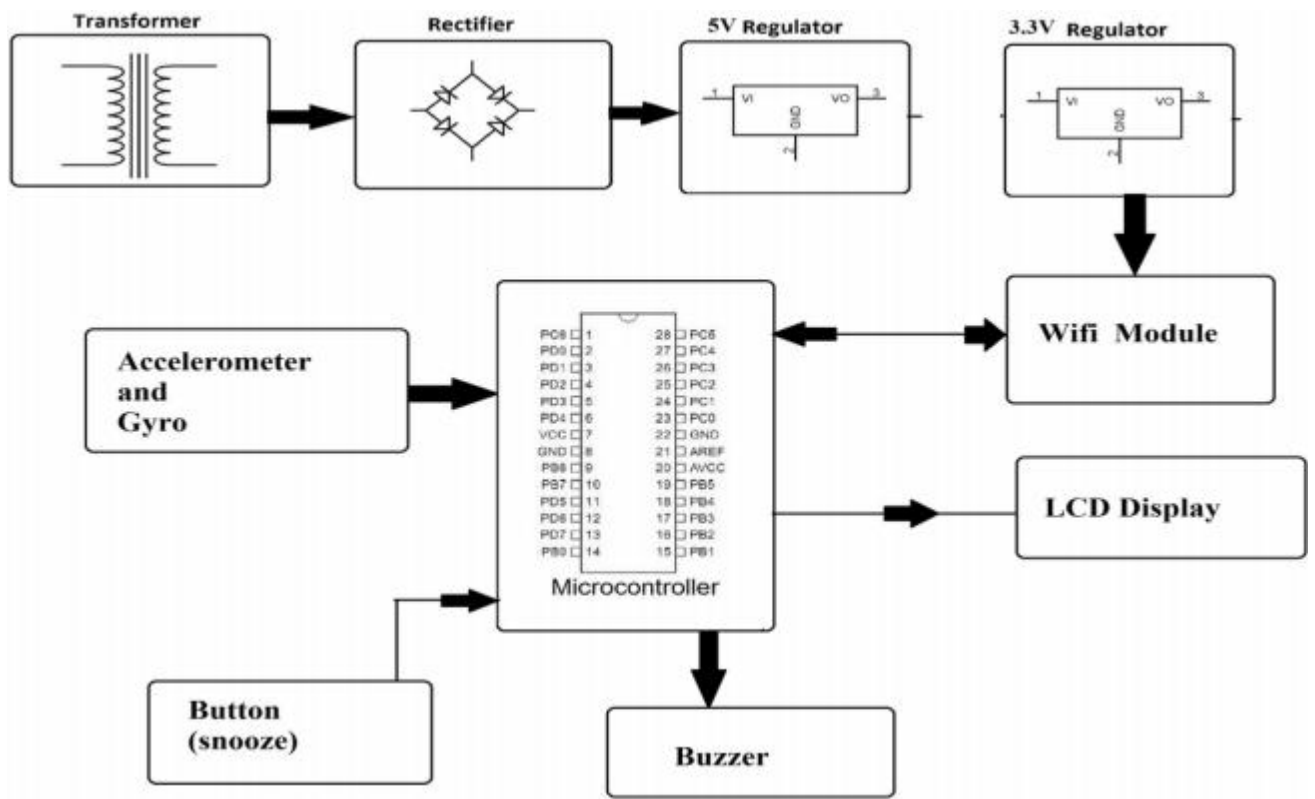 Transformer
Rectifier
5V Regulator
3.3V Regulator
1 VI VO 3
GND
2
1 VI VO 3
GND
2
Accelerometer
and
Gyro
PC6 1 28 PC5
PD0 2 27 PC4
PD1 3 26 PC3
PD2 4 25 PC2
PD3 5 24 PC1
PD4 6 23 PC0
VCC 7 22 GND
GND 8 21 AREF
PB6 9 20 AVCC
PB7 10 19 PB5
PD5 11 18 PB4
PD6 12 17 PB3
PD7 13 16 PB2
PB0 14 15 PB1
Microcontroller
Wifi Module
LCD Display
Button
(snooze)
Buzzer